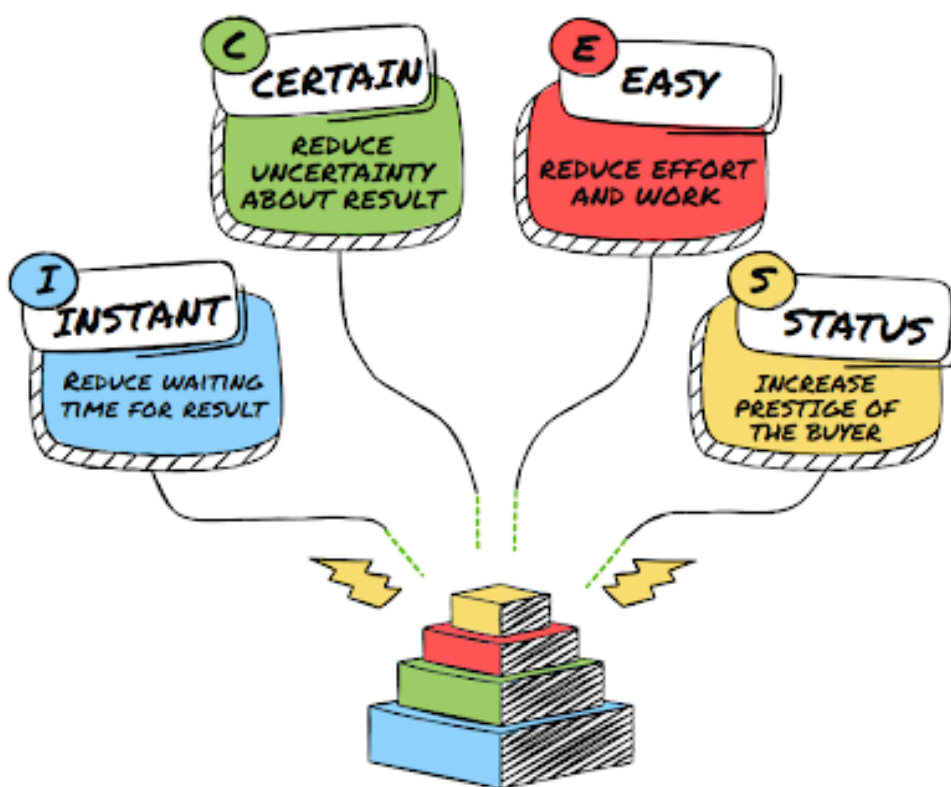 I
INSTANT
REDUCE WAITING
TIME FOR RESULT
C
CERTAIN
REDUCE
UNCERTAINTY
ABOUT RESULT
E
EASY
REDUCE EFFORT
AND WORK
S
STATUS
INCREASE
PRESTIGE OF
THE BUYER